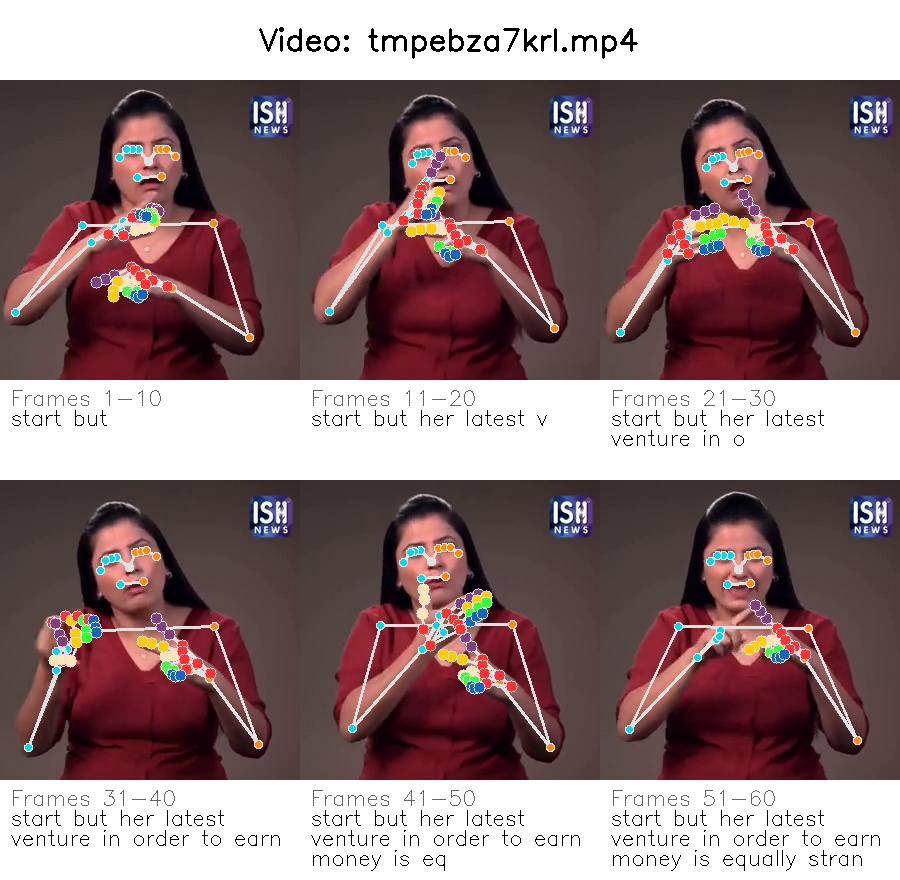 Video: tmpebza7krl.mp4
ISH
NEWS
ISH
NEWS
ISH
NEWS
Frames 1-10
start but
Frames 11-20
start but her latest v
Frames 21-30
start but her latest
venture in o
ISH
NEWS
ISH
NEWS
ISH
NEWS
Frames 31-40
start but her latest
venture in order to earn
Frames 41-50
start but her latest
venture in order to earn
money is eq
Frames 51-60
start but her latest
venture in order to earn
money is equally stran